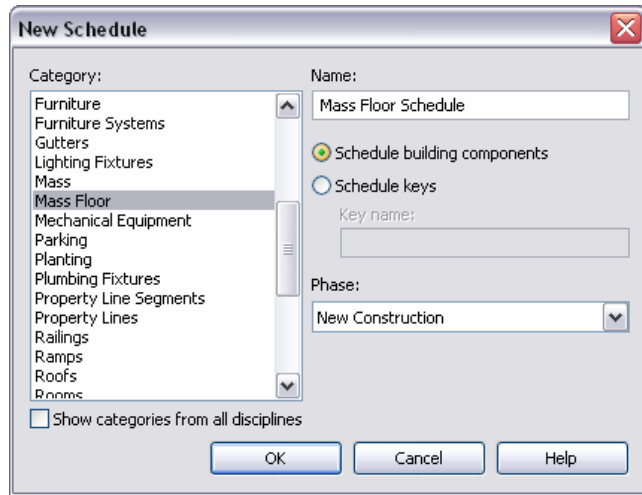 New Schedule
Category:
Furniture
Furniture Systems
Gutters
Lighting Fixtures
Mass
Mass Floor
Mechanical Equipment
Parking
Planting
Plumbing Fixtures
Property Line Segments
Property Lines
Railings
Ramps
Roofs
Rooms
Show categories from all disciplines
Name:
Mass Floor Schedule
Schedule building components
Schedule keys
Key name:
Phase:
New Construction
OK
Cancel
Help